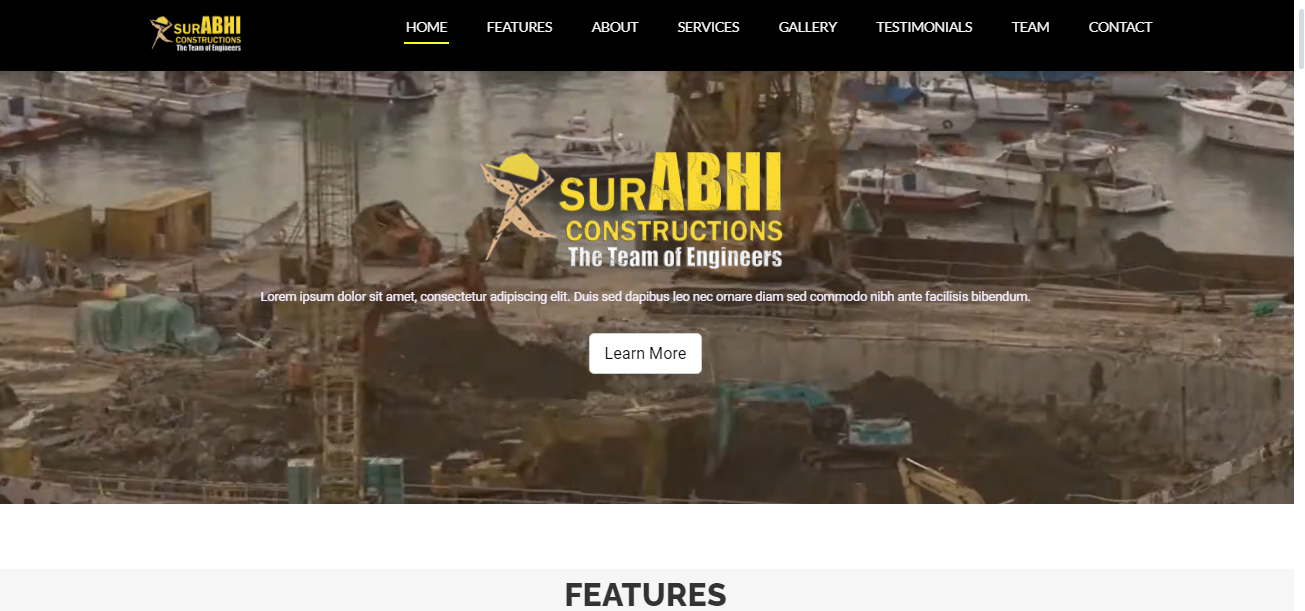 SURABHI
CONSTRUCTIONS
The Team of Engineers
HOME FEATURES ABOUT SERVICES GALLERY TESTIMONIALS TEAM CONTACT
SURABHI
CONSTRUCTIONS
The Team of Engineers
Lorem ipsum dolor sit amet, consectetur adipiscing elit. Duis sed dapibus leo nec ornare diam sed commodo nibh ante facilisis bibendum.
Learn More
FEATURES